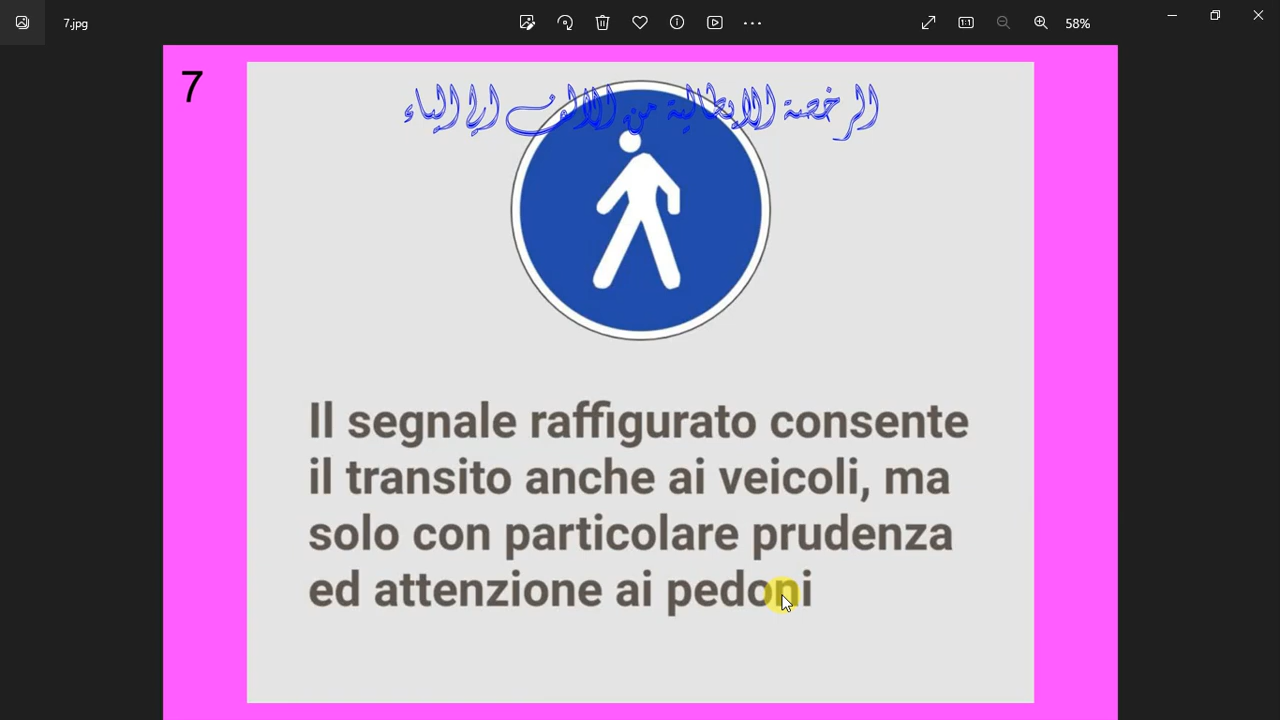 7.jpg
58%
7
الرخصة الايطالية من الالف الى الياء
Il segnale raffigurato consente
il transito anche ai veicoli, ma
solo con particolare prudenza
ed attenzione ai pedoni